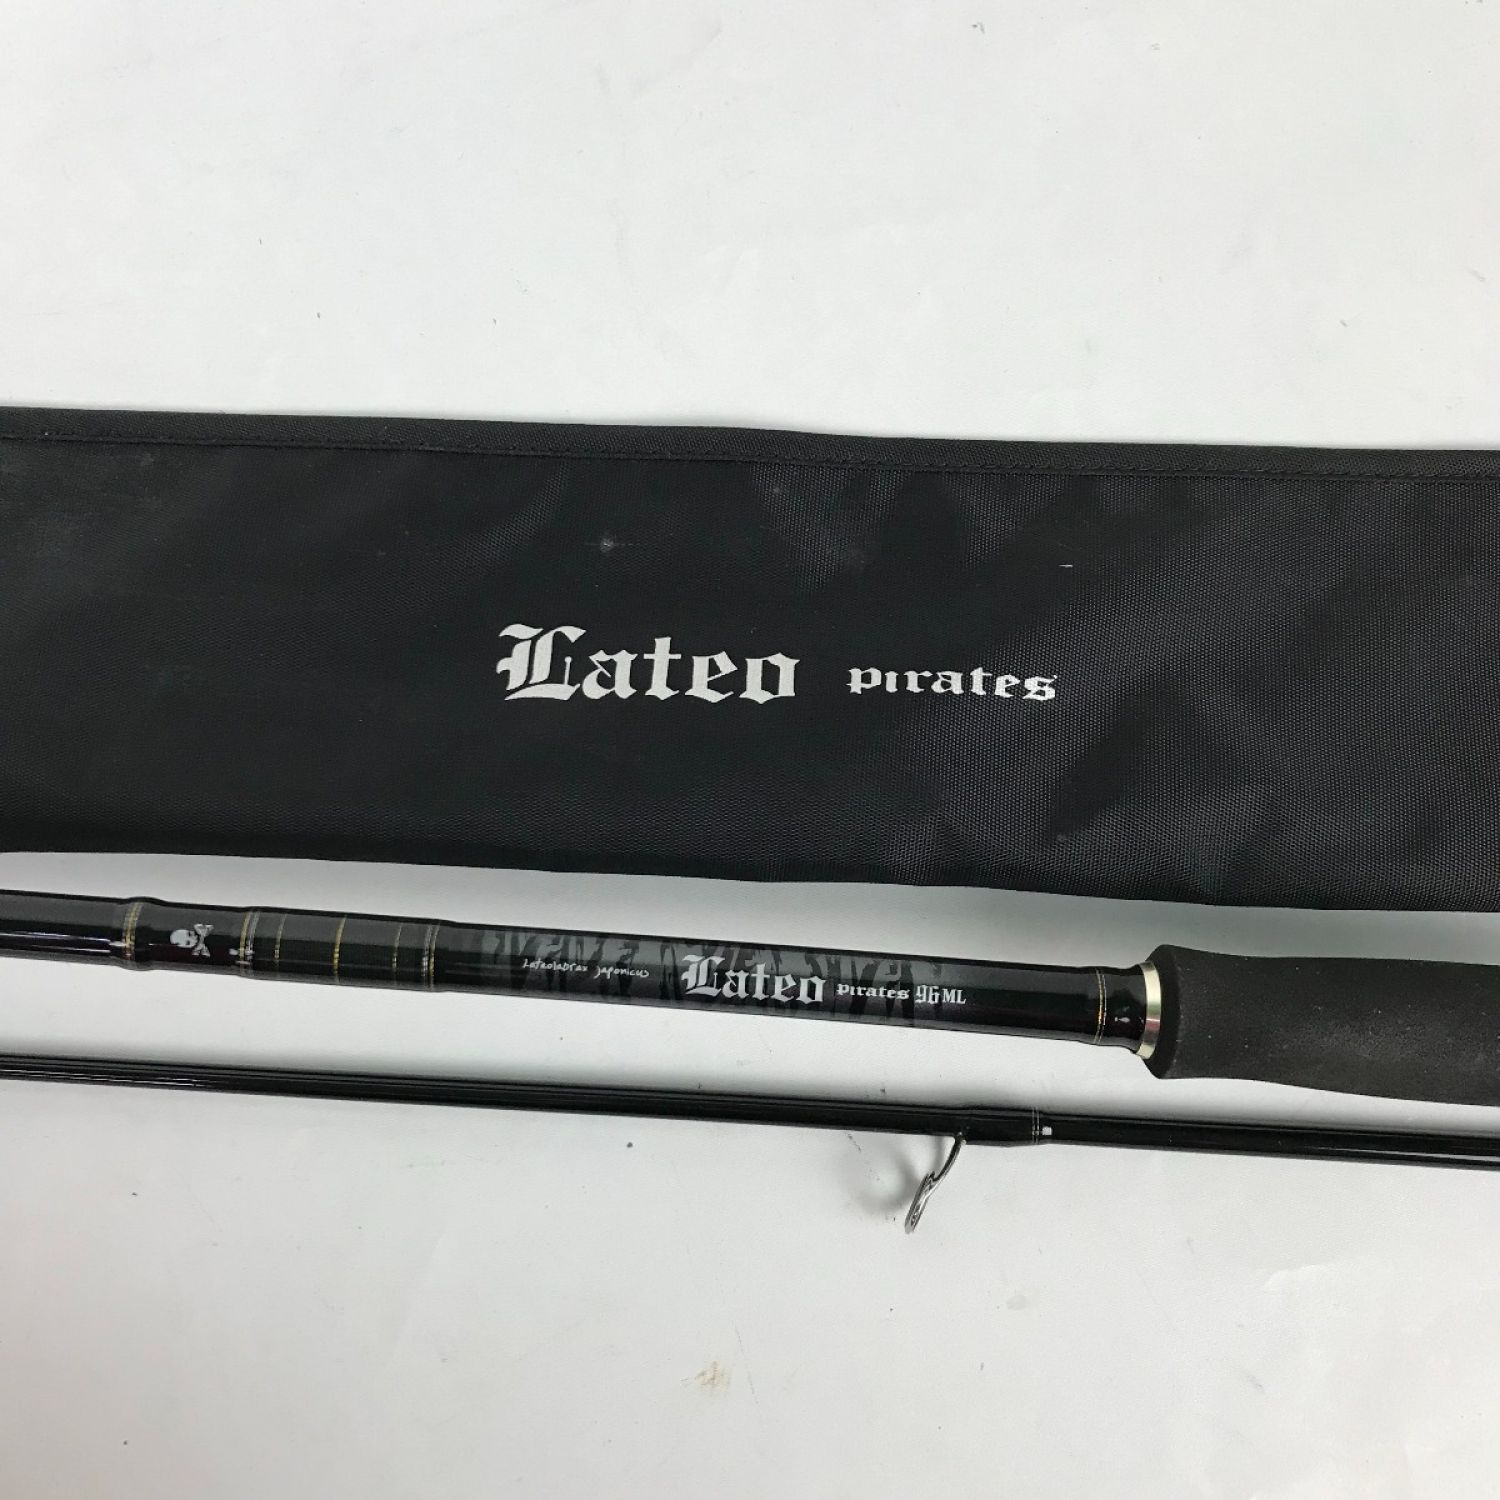 Lateo pirates
Lateolabrax japonicus Lateo pirates 96ML